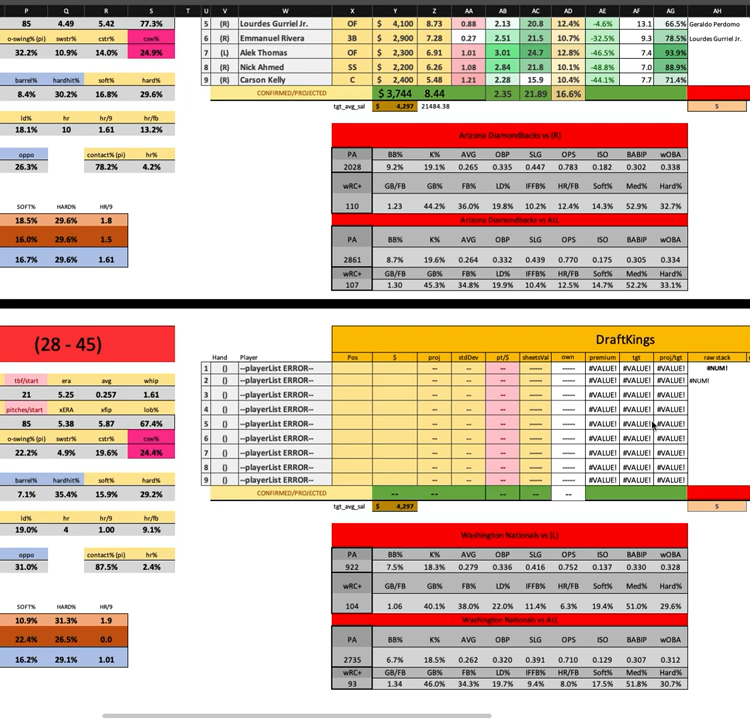 P Q R S T U V W X Y Z AA AB AC AD AE AF AG AH
85 4.49 5.42 77.3% 5 (R) Lourdes Gurriel Jr. OF $ 4,100 8.73 0.88 2.13 20.8 12.4% -4.6% 13.1 66.5% Geraldo Perdomo
o-swing% (pi) swstr% cstr% csw% 6 (R) Emmanuel Rivera 3B $ 2,900 7.28 0.27 2.51 21.5 10.7% -32.5% 9.3 78.5% Lourdes Gurriel Jr.
32.2% 10.9% 14.0% 24.9% 7 (L) Alek Thomas OF $ 2,300 6.91 1.01 3.01 24.7 12.8% -46.5% 7.4 93.9%
8 (R) Nick Ahmed SS $ 2,200 6.26 1.08 2.84 21.8 10.4% -48.8% 7.0 88.9%
barrel% hardhit% soft% hard% 9 (R) Carson Kelly C $ 2,400 5.48 1.21 2.28 15.9 10.4% -44.1% 7.7 71.4%
8.4% 30.2% 16.8% 29.6% CONFIRMED/PROJECTED $ 3,744 8.44 2.35 21.89 16.6%
tgt_avg_sal $ 4,297 21484.38 5
ld% hr hr/9 hr/fb
18.1% 10 1.61 13.2% Arizona Diamondbacks vs (R)
oppo contact% (pi) hr% PA BB% K% AVG OBP SLG OPS ISO BABIP wOBA
26.3% 78.2% 4.2% 2028 9.2% 19.1% 0.265 0.335 0.447 0.783 0.182 0.302 0.338
wRC+ GB/FB GB% FB% LD% IFFB% HR/FB Soft% Med% Hard%
SOFT% HARD% HR/9 110 1.23 44.2% 36.0% 19.8% 10.2% 12.4% 14.3% 52.9% 32.7%
18.5% 29.6% 1.8 Arizona Diamondbacks vs ALL
16.0% 29.6% 1.5 PA BB% K% AVG OBP SLG OPS ISO BABIP wOBA
16.7% 29.6% 1.61 2861 8.7% 19.6% 0.264 0.332 0.439 0.770 0.175 0.305 0.334
wRC+ GB/FB GB% FB% LD% IFFB% HR/FB Soft% Med% Hard%
107 1.30 45.3% 34.8% 19.9% 10.4% 12.5% 14.7% 52.2% 33.1%
(28 - 45) DraftKings
Hand Player Pos $ proj stdDev pt/$ sheetsVal own premium tgt proj/tgt raw stack
1 () --playerList ERROR-- -- -- -- ----- ----- #VALUE! #VALUE! #VALUE! #NUM!
tbf/start era avg whip 2 () --playerList ERROR-- -- -- -- ----- ----- #VALUE! #VALUE! #VALUE! #NUM!
21 5.25 0.257 1.61 3 () --playerList ERROR-- -- -- -- ----- ----- #VALUE! #VALUE! #VALUE!
pitches/start xERA xfip lob% 4 () --playerList ERROR-- -- -- -- ----- ----- #VALUE! #VALUE! #VALUE!
85 5.38 5.87 67.4% 5 () --playerList ERROR-- -- -- -- ----- ----- #VALUE! #VALUE! #VALUE!
o-swing% (pi) swstr% cstr% csw% 6 () --playerList ERROR-- -- -- -- ----- ----- #VALUE! #VALUE! #VALUE!
22.2% 4.9% 19.6% 24.4% 7 () --playerList ERROR-- -- -- -- ----- ----- #VALUE! #VALUE! #VALUE!
8 () --playerList ERROR-- -- -- -- ----- ----- #VALUE! #VALUE! #VALUE!
barrel% hardhit% soft% hard% 9 () --playerList ERROR-- -- -- -- ----- ----- #VALUE! #VALUE! #VALUE!
7.1% 35.4% 15.9% 29.2% CONFIRMED/PROJECTED -- -- -- ----- --
tgt_avg_sal $ 4,297 5
ld% hr hr/9 hr/fb
19.0% 4 1.00 9.1% Washington Nationals vs (L)
oppo contact% (pi) hr% PA BB% K% AVG OBP SLG OPS ISO BABIP wOBA
31.0% 87.5% 2.4% 922 7.5% 18.3% 0.279 0.336 0.416 0.752 0.137 0.330 0.328
wRC+ GB/FB GB% FB% LD% IFFB% HR/FB Soft% Med% Hard%
SOFT% HARD% HR/9 104 1.06 40.1% 38.0% 22.0% 11.4% 6.3% 19.4% 51.0% 29.6%
10.9% 31.3% 1.9 Washington Nationals vs ALL
22.4% 26.5% 0.0 PA BB% K% AVG OBP SLG OPS ISO BABIP wOBA
16.2% 29.1% 1.01 2735 6.7% 18.5% 0.262 0.320 0.391 0.710 0.129 0.307 0.312
wRC+ GB/FB GB% FB% LD% IFFB% HR/FB Soft% Med% Hard%
93 1.34 46.0% 34.3% 19.7% 9.4% 8.0% 17.5% 51.8% 30.7%